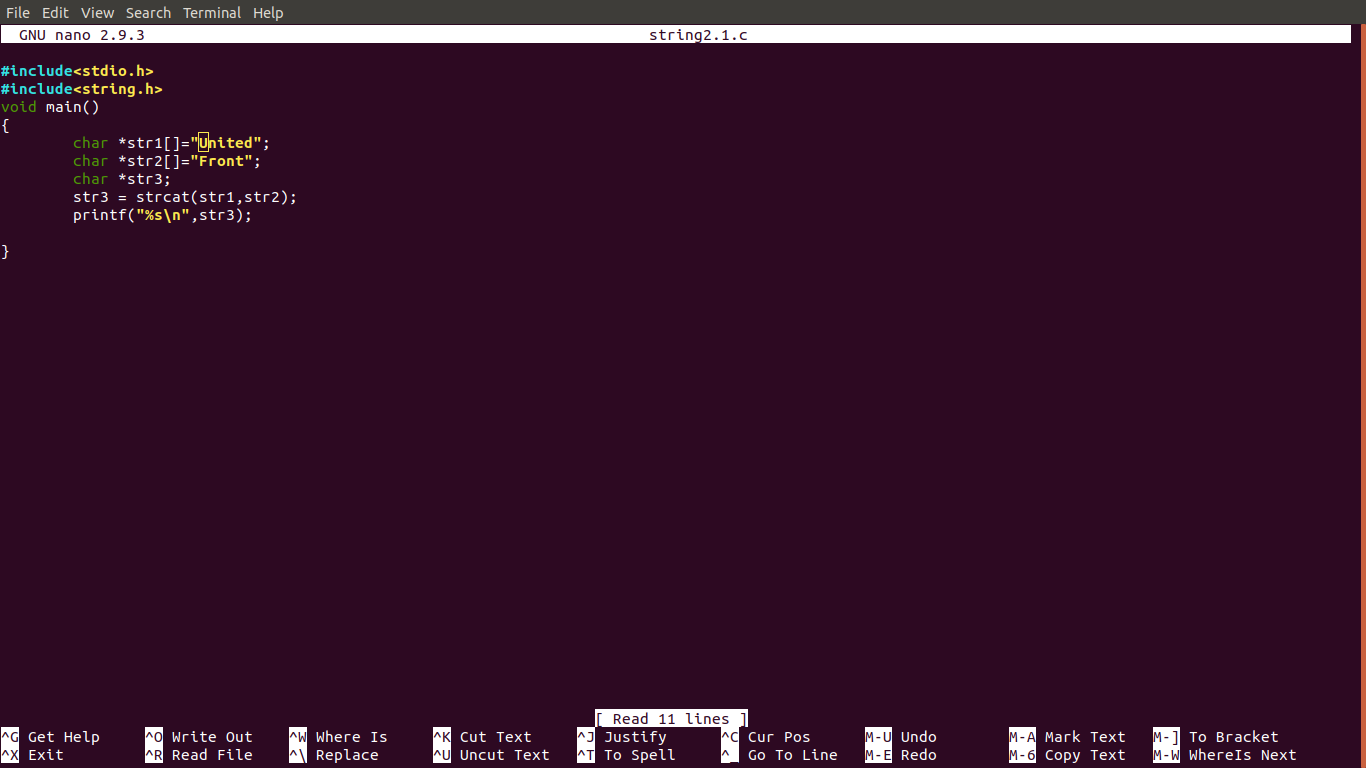 File Edit View Search Terminal Help
GNU nano 2.9.3 string2.1.c
#include<stdio.h>
#include<string.h>
void main()
{
        char *str1[]="United";
        char *str2[]="Front";
        char *str3;
        str3 = strcat(str1,str2);
        printf("%s\n",str3);
}
[ Read 11 lines ]
^G Get Help ^O Write Out ^W Where Is ^K Cut Text ^J Justify ^C Cur Pos M-U Undo M-A Mark Text M-] To Bracket
^X Exit ^R Read File ^\ Replace ^U Uncut Text ^T To Spell ^_ Go To Line M-E Redo M-6 Copy Text M-W WhereIs Next